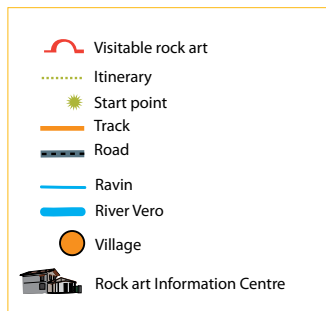 Visitable rock art
Itinerary
Start point
Track
Road
Ravin
River Vero
Village
Rock art Information Centre